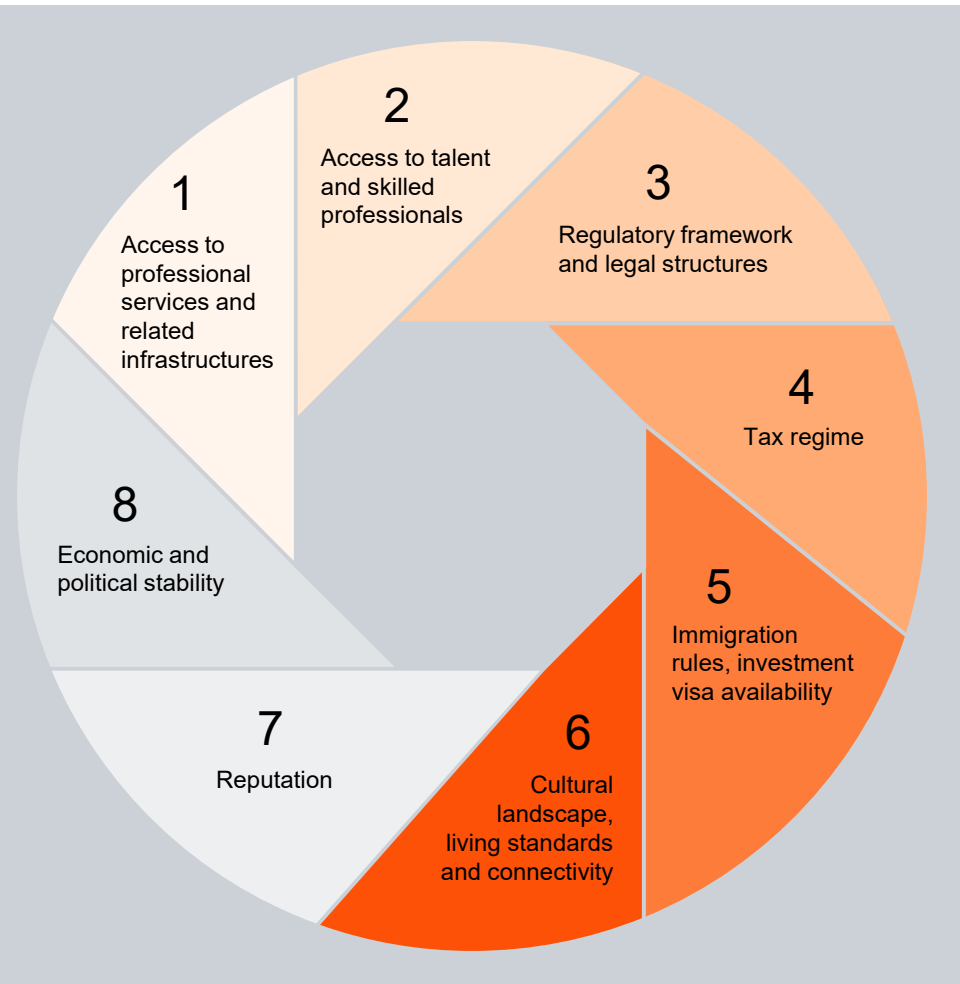 1
Access to
professional
services and
related
infrastructures
2
Access to talent
and skilled
professionals
3
Regulatory framework
and legal structures
4
Tax regime
5
Immigration
rules, investment
visa availability
6
Cultural
landscape,
living standards
and connectivity
7
Reputation
8
Economic and
political stability